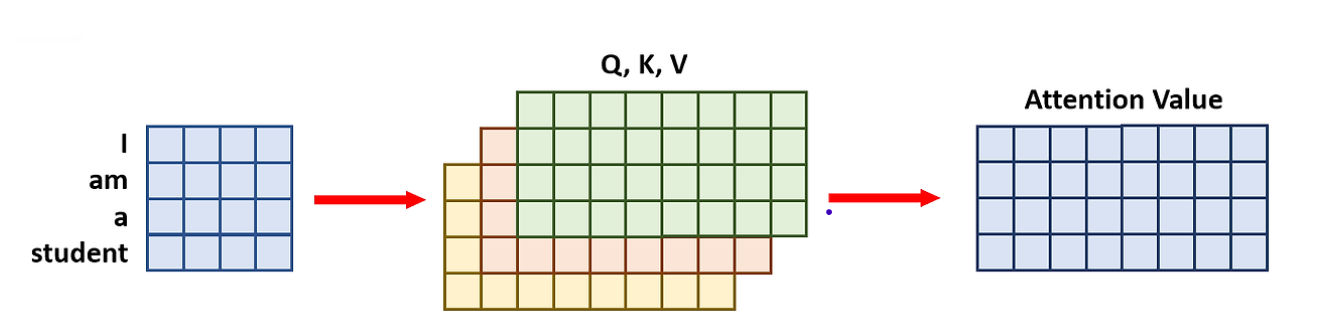 Q, K, V
Attention Value
I
am
a
student